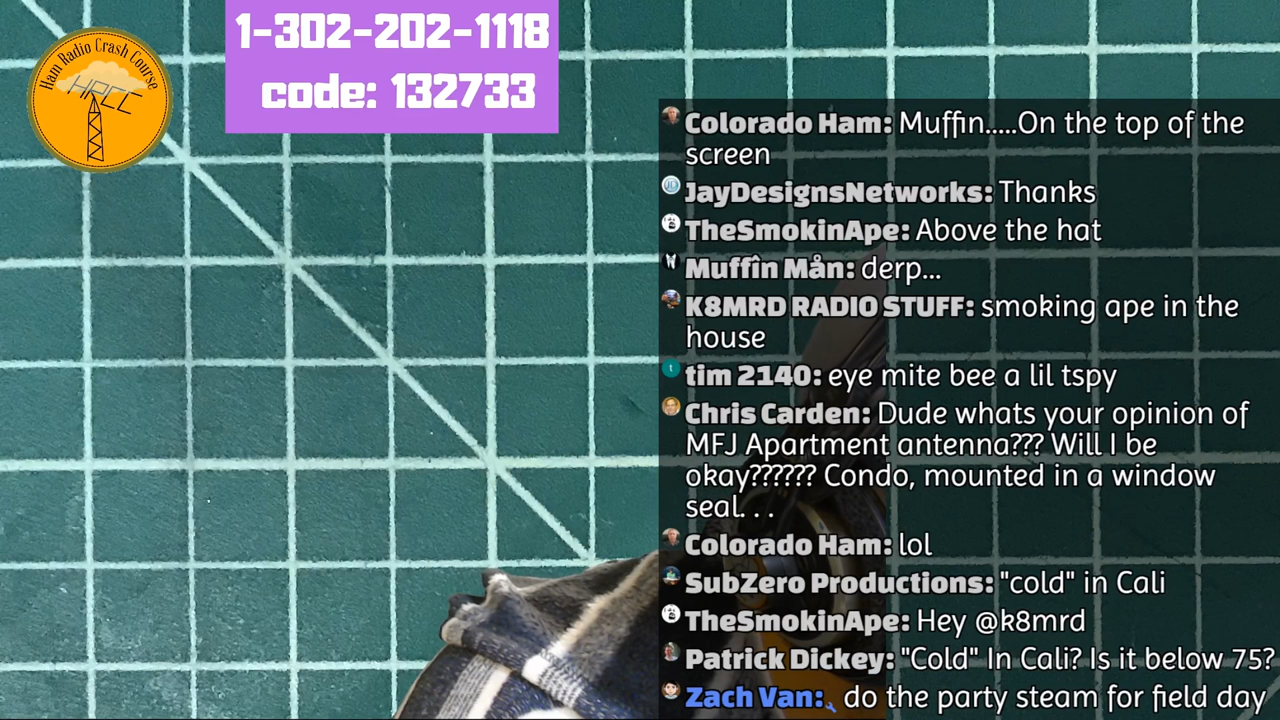 1-302-202-1118
code: 132733
Ham Radio Crash Course
HRCC
Colorado Ham: Muffin.....On the top of the
screen
JayDesignsNetworks: Thanks
TheSmokinApe: Above the hat
Muffin Mån: derp...
K8MRD RADIO STUFF: smoking ape in the
house
t
tim 2140: eye mite bee a lil tspy
Chris Carden: Dude whats your opinion of
MFJ Apartment antenna??? Will I be
okay?????? Condo, mounted in a window
seal. . .
Colorado Ham: lol
SubZero Productions: "cold" in Cali
TheSmokinApe: Hey @k8mrd
Patrick Dickey: "Cold" In Cali? Is it below 75?
Zach Van: do the party steam for field day